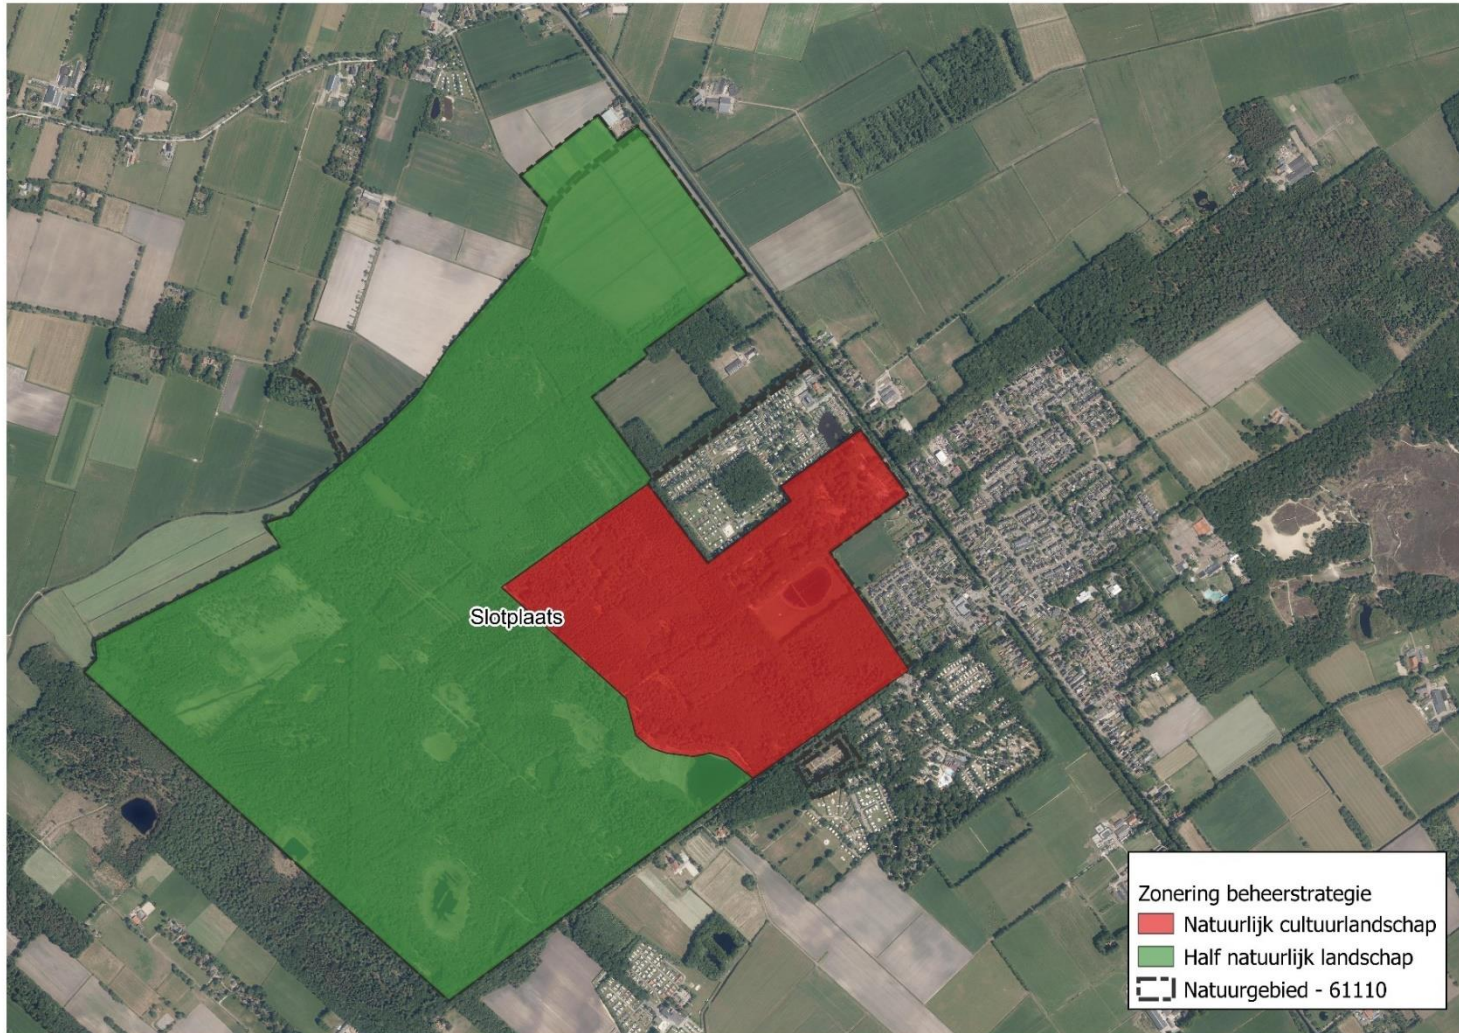 Slotplaats
Zonering beheerstrategie
Natuurlijk cultuurlandschap
Half natuurlijk landschap
Natuurgebied - 61110